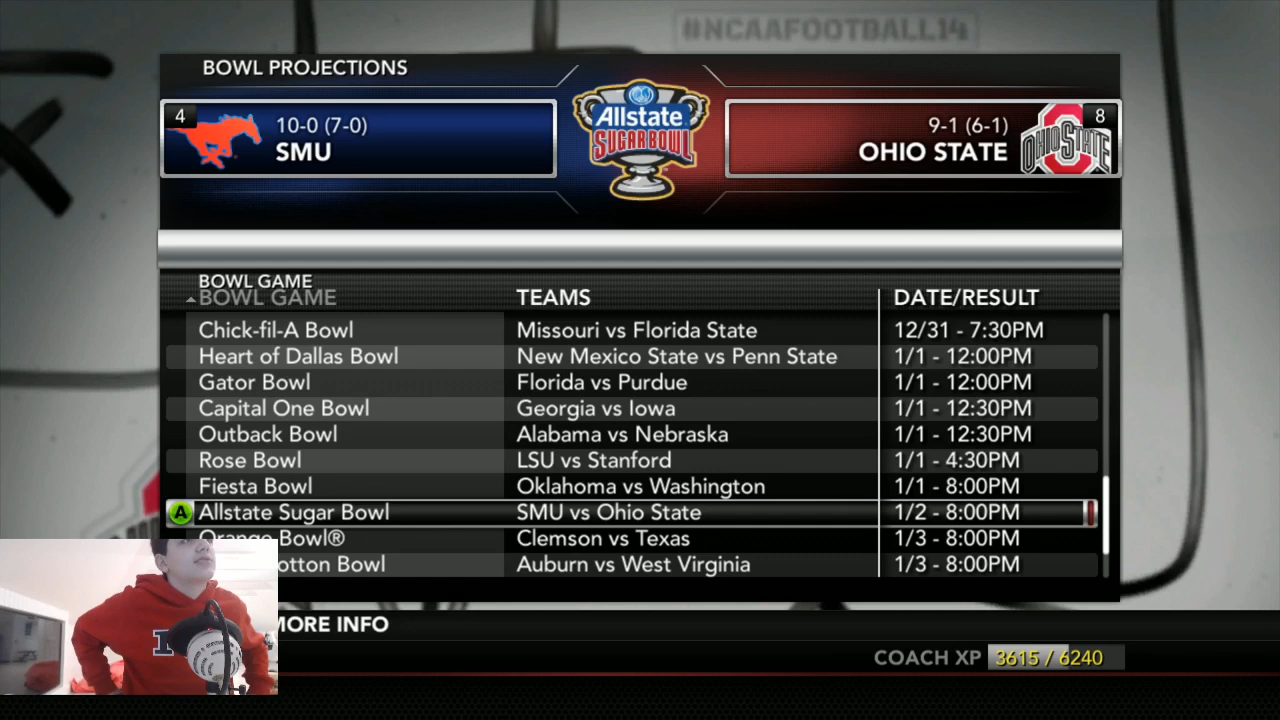 #NCAAFOOTBALL14
BOWL PROJECTIONS
4
10-0 (7-0)
SMU
Allstate
SUGAR BOWL
9-1 (6-1)
OHIO STATE
8
OHIO STATE
BOWL GAME
BOWL GAME TEAMS DATE/RESULT
Chick-fil-A Bowl Missouri vs Florida State 12/31 - 7:30PM
Heart of Dallas Bowl New Mexico State vs Penn State 1/1 - 12:00PM
Gator Bowl Florida vs Purdue 1/1 - 12:00PM
Capital One Bowl Georgia vs Iowa 1/1 - 12:30PM
Outback Bowl Alabama vs Nebraska 1/1 - 12:30PM
Rose Bowl LSU vs Stanford 1/1 - 4:30PM
Fiesta Bowl Oklahoma vs Washington 1/1 - 8:00PM
A Allstate Sugar Bowl SMU vs Ohio State 1/2 - 8:00PM
Orange Bowl® Clemson vs Texas 1/3 - 8:00PM
otton Bowl Auburn vs West Virginia 1/3 - 8:00PM
MORE INFO
COACH XP 3615 / 6240